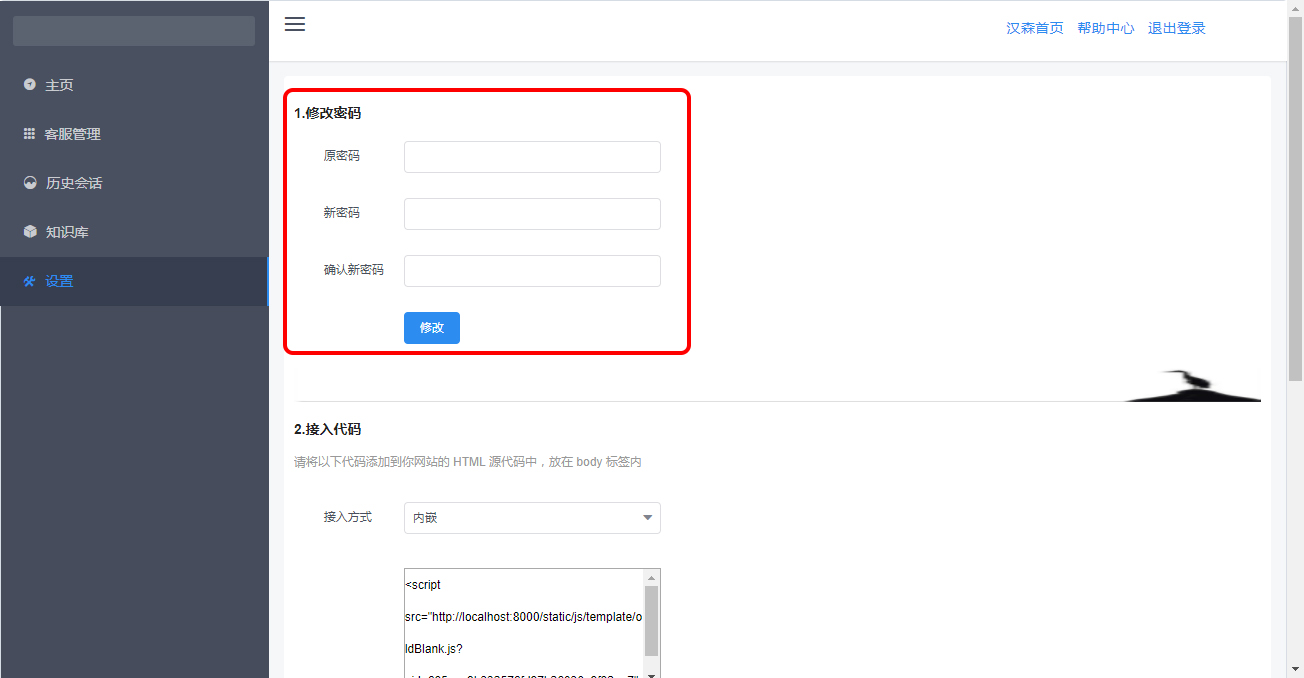 汉森首页 帮助中心 退出登录
主页
客服管理
历史会话
知识库
设置
1.修改密码
原密码
新密码
确认新密码
修改
2.接入代码
请将以下代码添加到你网站的 HTML 源代码中，放在 body 标签内
接入方式
内嵌
<script
src="http://localhost:8000/static/js/template/o
ldBlank.js?